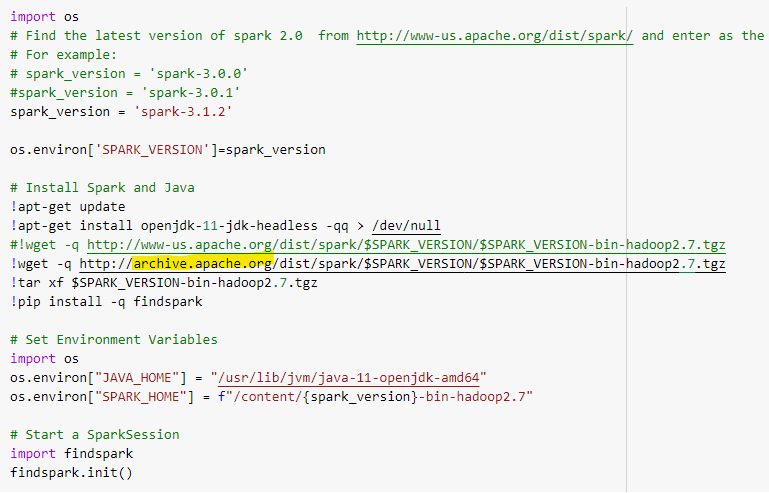 import os
# Find the latest version of spark 2.0  from http://www-us.apache.org/dist/spark/ and enter as the
# For example:
# spark_version = 'spark-3.0.0'
#spark_version = 'spark-3.0.1'
spark_version = 'spark-3.1.2'
os.environ['SPARK_VERSION']=spark_version
# Install Spark and Java
!apt-get update
!apt-get install openjdk-11-jdk-headless -qq > /dev/null
#!wget -q http://www-us.apache.org/dist/spark/$SPARK_VERSION/$SPARK_VERSION-bin-hadoop2.7.tgz
!wget -q http://archive.apache.org/dist/spark/$SPARK_VERSION/$SPARK_VERSION-bin-hadoop2.7.tgz
!tar xf $SPARK_VERSION-bin-hadoop2.7.tgz
!pip install -q findspark
# Set Environment Variables
import os
os.environ["JAVA_HOME"] = "/usr/lib/jvm/java-11-openjdk-amd64"
os.environ["SPARK_HOME"] = f"/content/{spark_version}-bin-hadoop2.7"
# Start a SparkSession
import findspark
findspark.init()